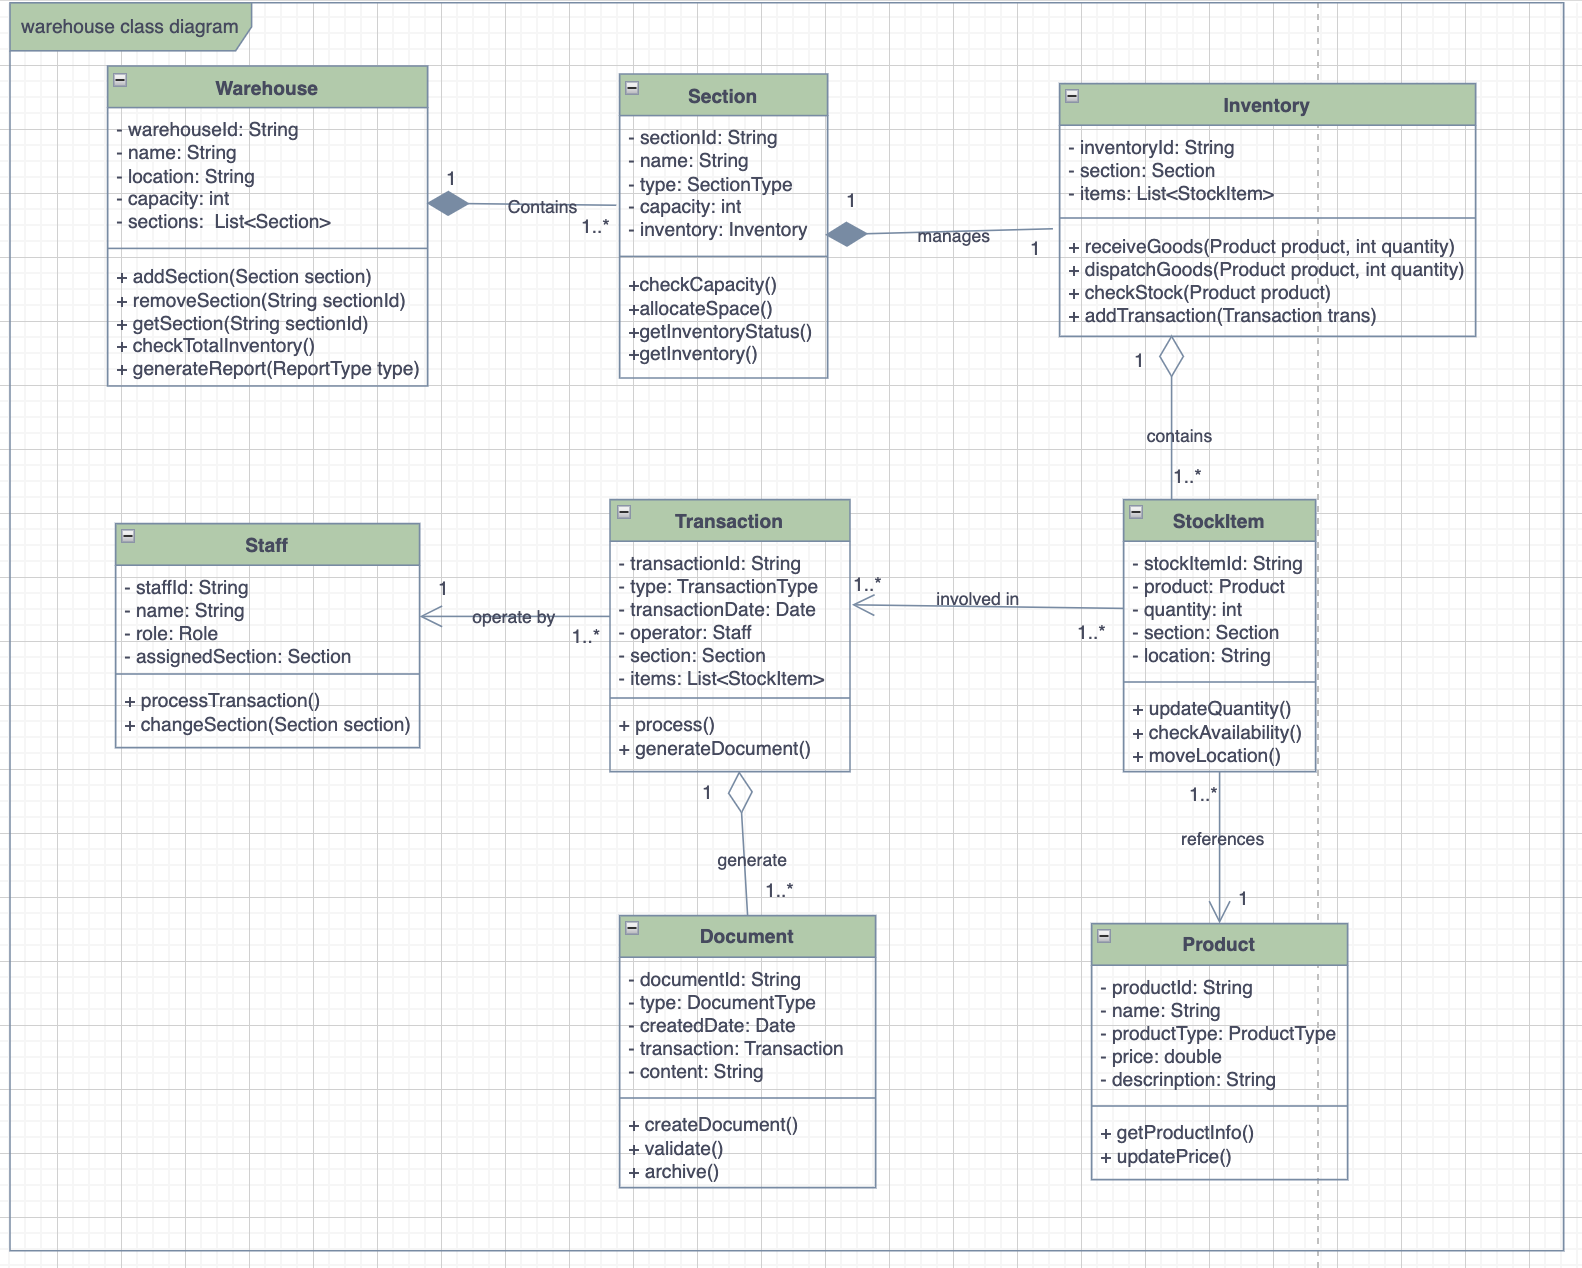 warehouse class diagram
Warehouse
- warehouseId: String
- name: String
- location: String
- capacity: int
- sections:  List<Section>
+ addSection(Section section)
+ removeSection(String sectionId)
+ getSection(String sectionId)
+ checkTotalInventory()
+ generateReport(ReportType type)
1
Contains
1..*
Section
- sectionId: String
- name: String
- type: SectionType
- capacity: int
- inventory: Inventory
+checkCapacity()
+allocateSpace()
+getInventoryStatus()
+getInventory()
1
manages
1
Inventory
- inventoryId: String
- section: Section
- items: List<StockItem>
+ receiveGoods(Product product, int quantity)
+ dispatchGoods(Product product, int quantity)
+ checkStock(Product product)
+ addTransaction(Transaction trans)
1
contains
1..*
Staff
- staffId: String
- name: String
- role: Role
- assignedSection: Section
+ processTransaction()
+ changeSection(Section section)
1
operate by
1..*
Transaction
- transactionId: String
- type: TransactionType
- transactionDate: Date
- operator: Staff
- section: Section
- items: List<StockItem>
+ process()
+ generateDocument()
1..*
involved in
1..*
StockItem
- stockItemId: String
- product: Product
- quantity: int
- section: Section
- location: String
+ updateQuantity()
+ checkAvailability()
+ moveLocation()
1
generate
1..*
1..*
references
1
Document
- documentId: String
- type: DocumentType
- createdDate: Date
- transaction: Transaction
- content: String
+ createDocument()
+ validate()
+ archive()
Product
- productId: String
- name: String
- productType: ProductType
- price: double
- descrinption: String
+ getProductInfo()
+ updatePrice()